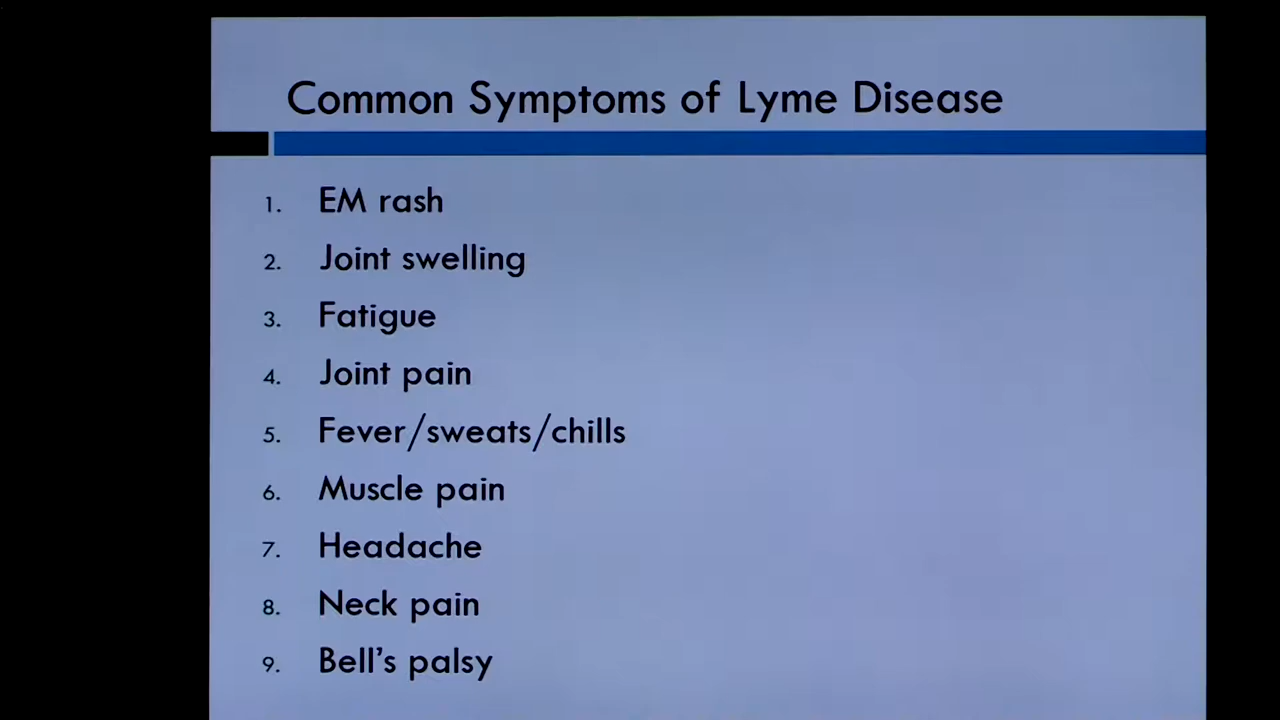 Common Symptoms of Lyme Disease
1. EM rash
2. Joint swelling
3. Fatigue
4. Joint pain
5. Fever/sweats/chills
6. Muscle pain
7. Headache
8. Neck pain
9. Bell's palsy